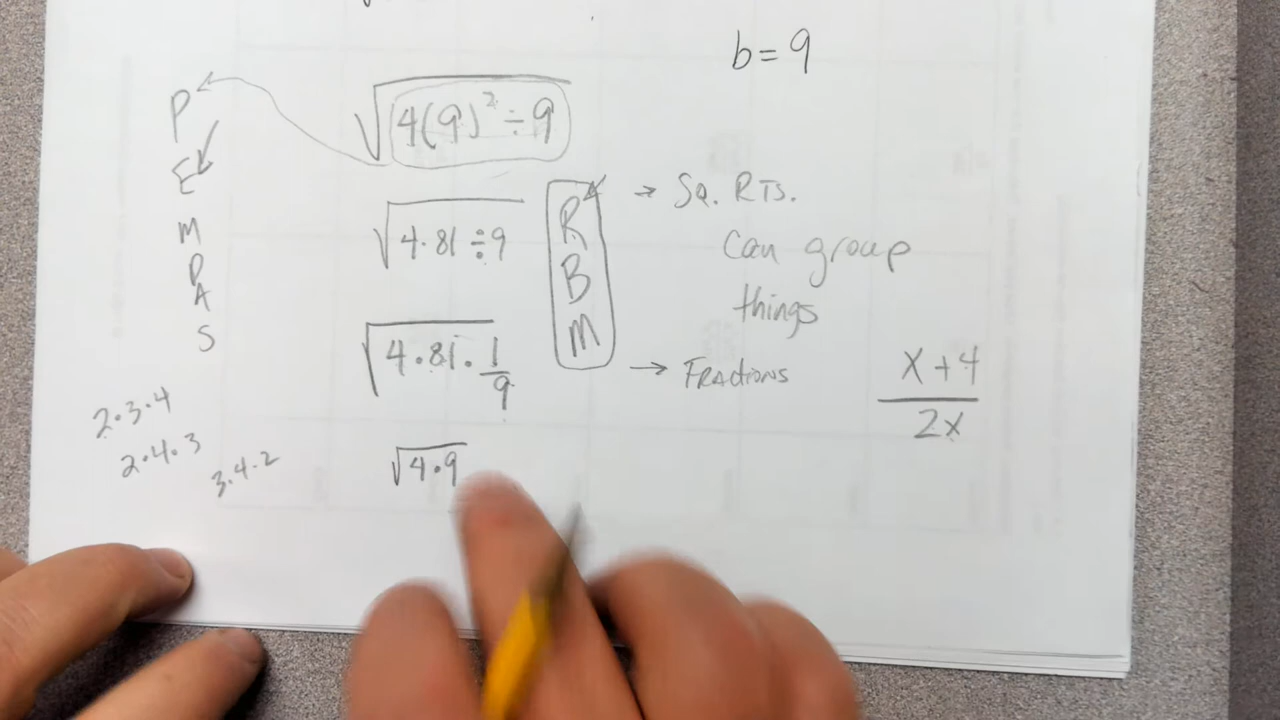 b = 9
P
E
M
D
A
S
√4(9)² ÷ 9
√4·81 ÷ 9
√4·81·1/9
√4·9
R
B
M
→ SQ. RTS.
Can group
things
→ FRACTIONS
x + 4
2x
2·3·4
2·4·3
3·4·2